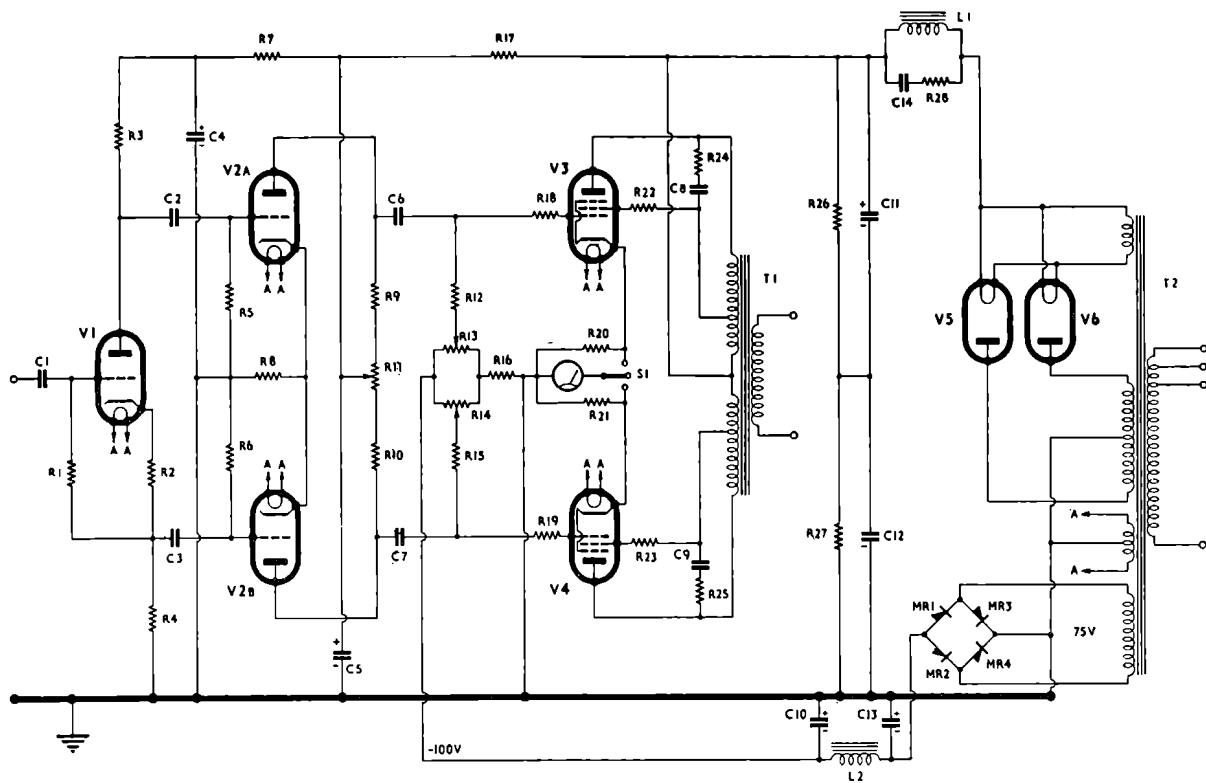 L1
R7
R17
C14
R28
R3
C4
V2A
V3
R24
C8
C2
C6
R18
R22
R26
C11
A A
A A
T1
T2
R5
R9
R12
V5
V6
V1
R13
R20
C1
R8
R11
R16
S1
R14
R21
A A
R1
R2
R6
R10
R15
A A
A A
A
C3
C7
R19
R23
C9
R27
C12
A
V2B
V4
R25
MR1
MR3
75V
R4
C5
MR2
MR4
C10
C13
-100V
L2